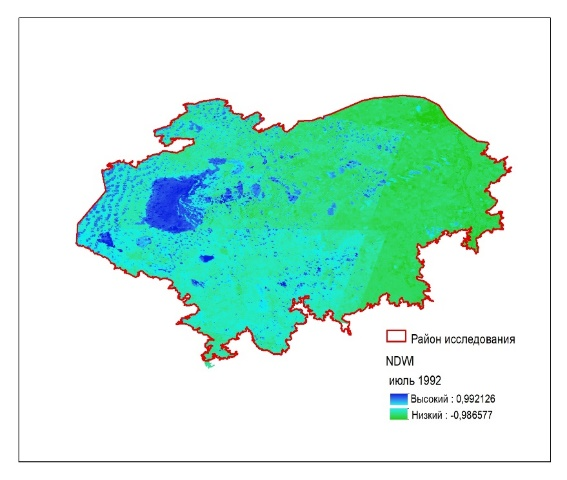 Район исследования
NDWI
июль 1992
Высокий : 0,992126
Низкий : -0,986577